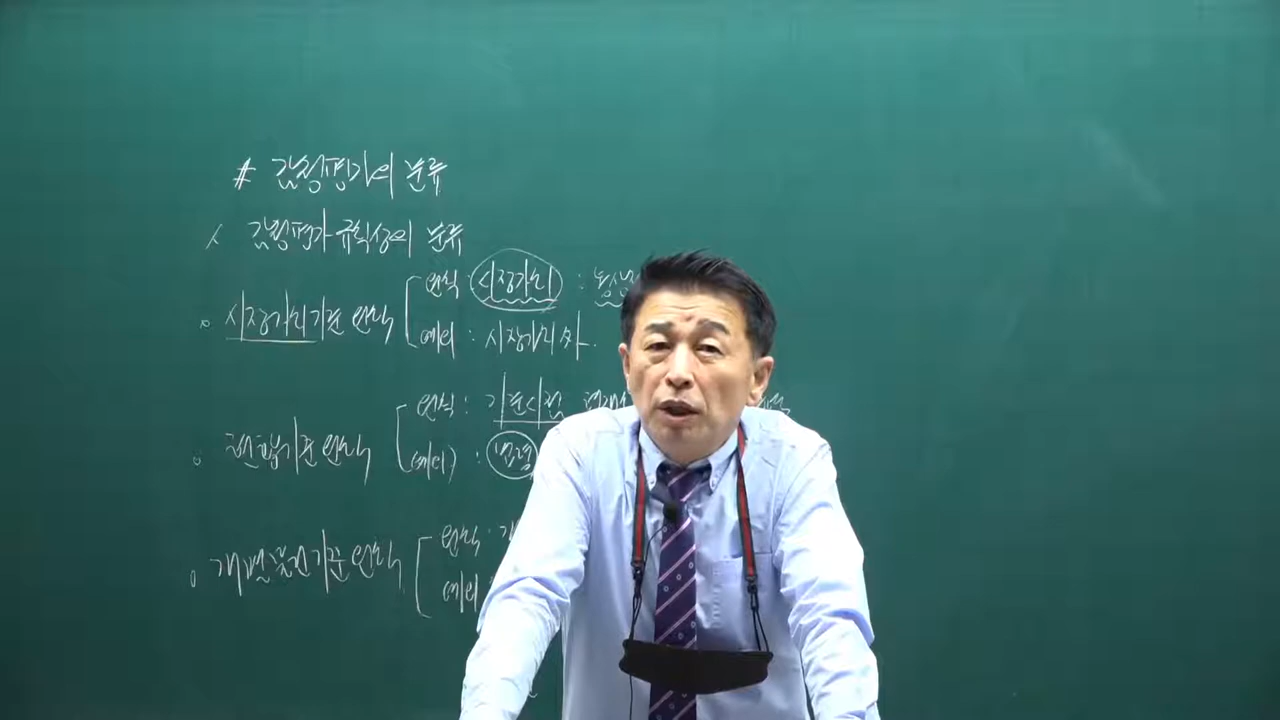 # 감정평가의 분류
1. 감정평가 규칙상의 분류
원칙 : 시장가치 :
◦ 시장가치기준 원칙
예외 : 시장가치 外.
원칙 : 기준시점
◦ 현황기준 원칙
예외) : 법령
원칙 :
◦ 개별물건기준 원칙
예외